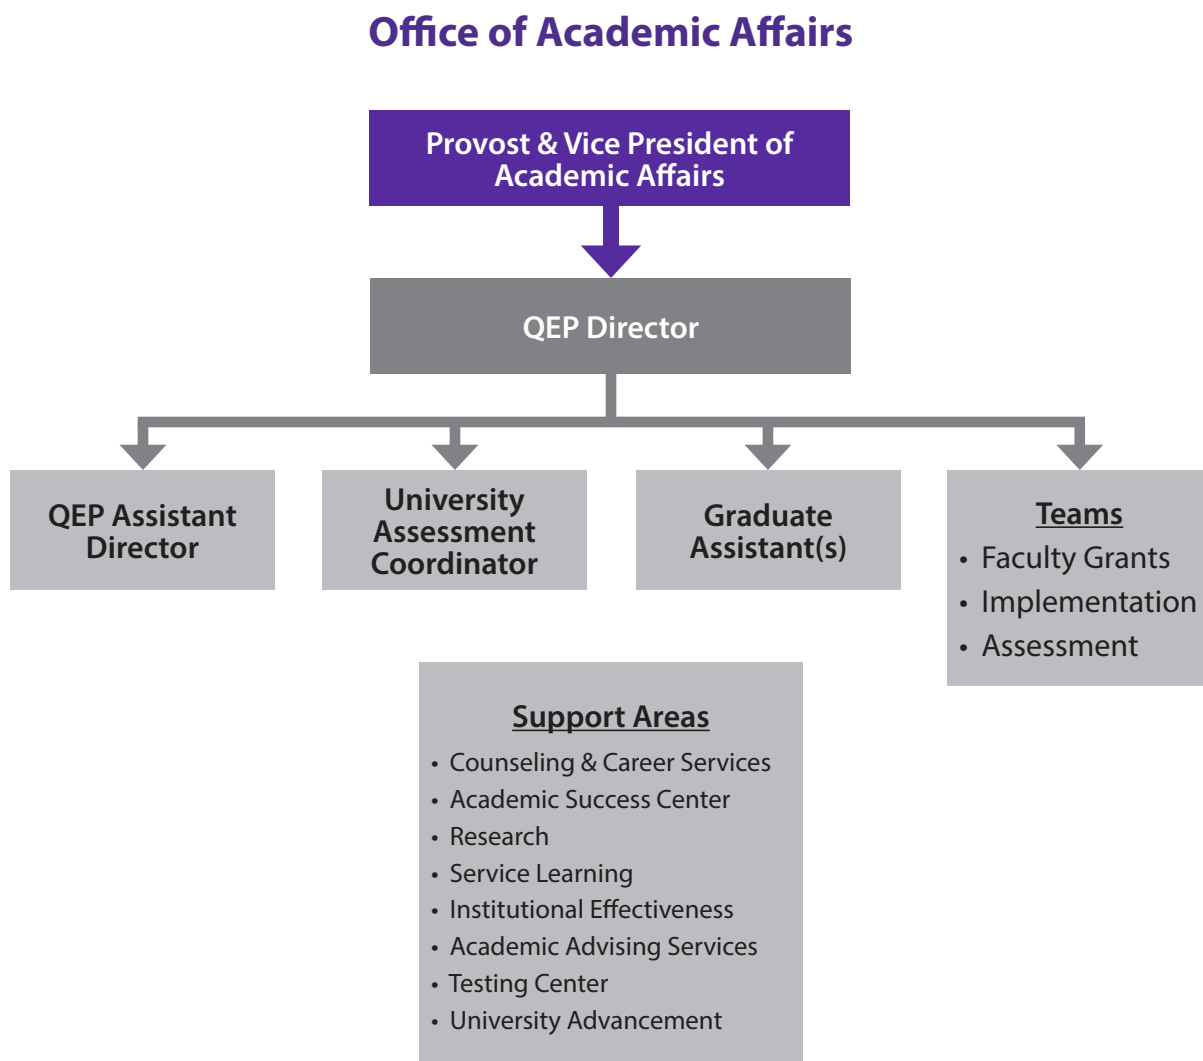 Office of Academic Affairs
Provost & Vice President of
Academic Affairs
QEP Director
QEP Assistant
Director
University
Assessment
Coordinator
Graduate
Assistant(s)
Teams
• Faculty Grants
• Implementation
• Assessment
Support Areas
• Counseling & Career Services
• Academic Success Center
• Research
• Service Learning
• Institutional Effectiveness
• Academic Advising Services
• Testing Center
• University Advancement